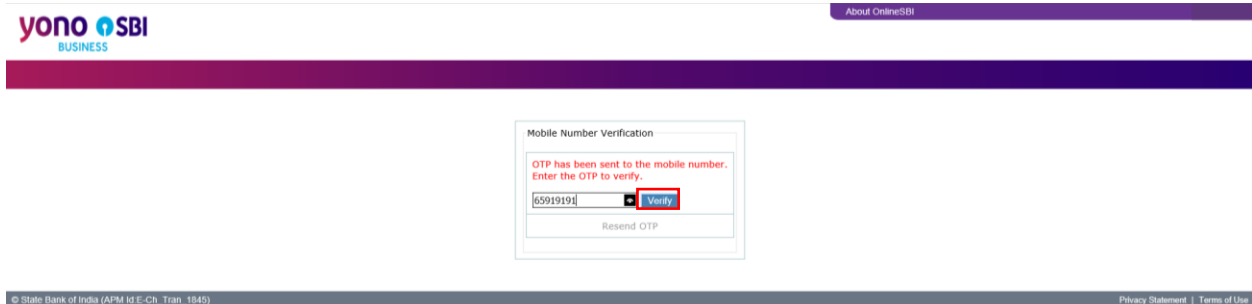 About OnlineSBI
yono SBI
BUSINESS
Mobile Number Verification
OTP has been sent to the mobile number.
Enter the OTP to verify.
65919191
Verify
Resend OTP
© State Bank of India (APM Id:E-Ch_Tran_1845)
Privacy Statement | Terms of Use